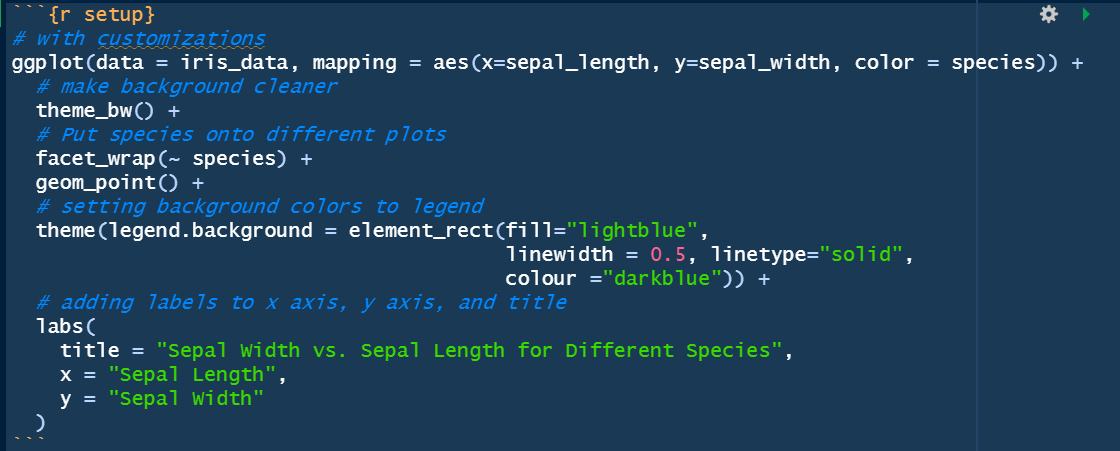 ```{r setup}
# with customizations
ggplot(data = iris_data, mapping = aes(x=sepal_length, y=sepal_width, color = species)) +
  # make background cleaner
  theme_bw() +
  # Put species onto different plots
  facet_wrap(~ species) +
  geom_point() +
  # setting background colors to legend
  theme(legend.background = element_rect(fill="lightblue",
                                         linewidth = 0.5, linetype="solid",
                                         colour ="darkblue")) +
  # adding labels to x axis, y axis, and title
  labs(
    title = "Sepal Width vs. Sepal Length for Different Species",
    x = "Sepal Length",
    y = "Sepal Width"
  )
```